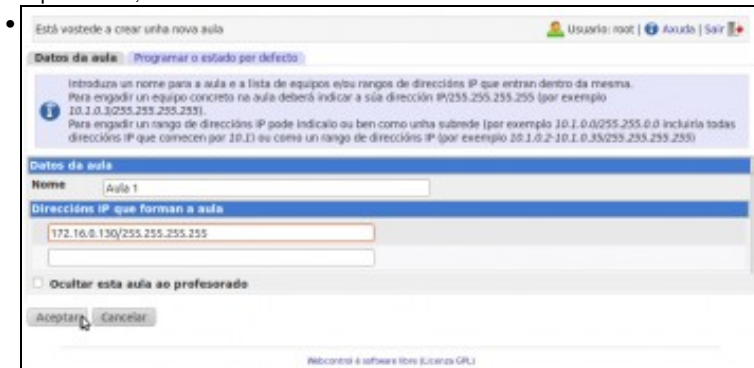 Está vostede a crear unha nova aula
Usuario: root | Axuda | Sair
Datos da aula Programar o estado por defecto
Introduza un nome para a aula e a lista de equipos e/ou rangos de direccións IP que entran dentro da mesma.
Para engadir un equipo concreto na aula deberá indicar a súa dirección IP/255.255.255.255 (por exemplo
10.1.0.3/255.255.255.255).
Para engadir un rango de direccións IP pode indicalo ou ben como unha subrede (por exemplo 10.1.0.0/255.255.0.0 incluiría todas
direccións IP que comecen por 10.1) ou como un rango de direccións IP (por exemplo 10.1.0.2-10.1.0.35/255.255.255.255)
Datos da aula
Nome Aula 1
Direccións IP que forman a aula
172.16.0.130/255.255.255.255
Ocultar esta aula ao profesorado
Aceptar Cancelar
Webcontrol é software libre (Licenza GPL)